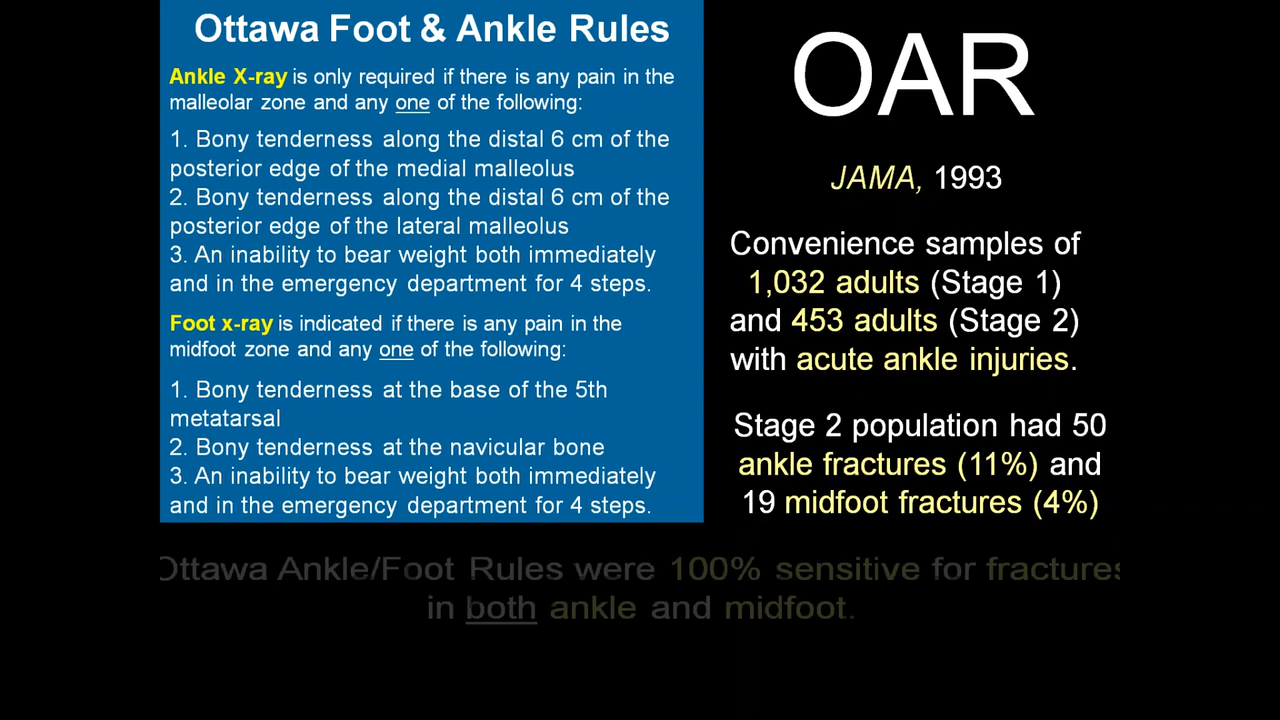 Ottawa Foot & Ankle Rules
Ankle X-ray is only required if there is any pain in the
malleolar zone and any one of the following:
1. Bony tenderness along the distal 6 cm of the
posterior edge of the medial malleolus
2. Bony tenderness along the distal 6 cm of the
posterior edge of the lateral malleolus
3. An inability to bear weight both immediately
and in the emergency department for 4 steps.
Foot x-ray is indicated if there is any pain in the
midfoot zone and any one of the following:
1. Bony tenderness at the base of the 5th
metatarsal
2. Bony tenderness at the navicular bone
3. An inability to bear weight both immediately
and in the emergency department for 4 steps.
OAR
JAMA, 1993
Convenience samples of
1,032 adults (Stage 1)
and 453 adults (Stage 2)
with acute ankle injuries.
Stage 2 population had 50
ankle fractures (11%) and
19 midfoot fractures (4%)
Ottawa Ankle/Foot Rules were 100% sensitive for fractures
in both ankle and midfoot.